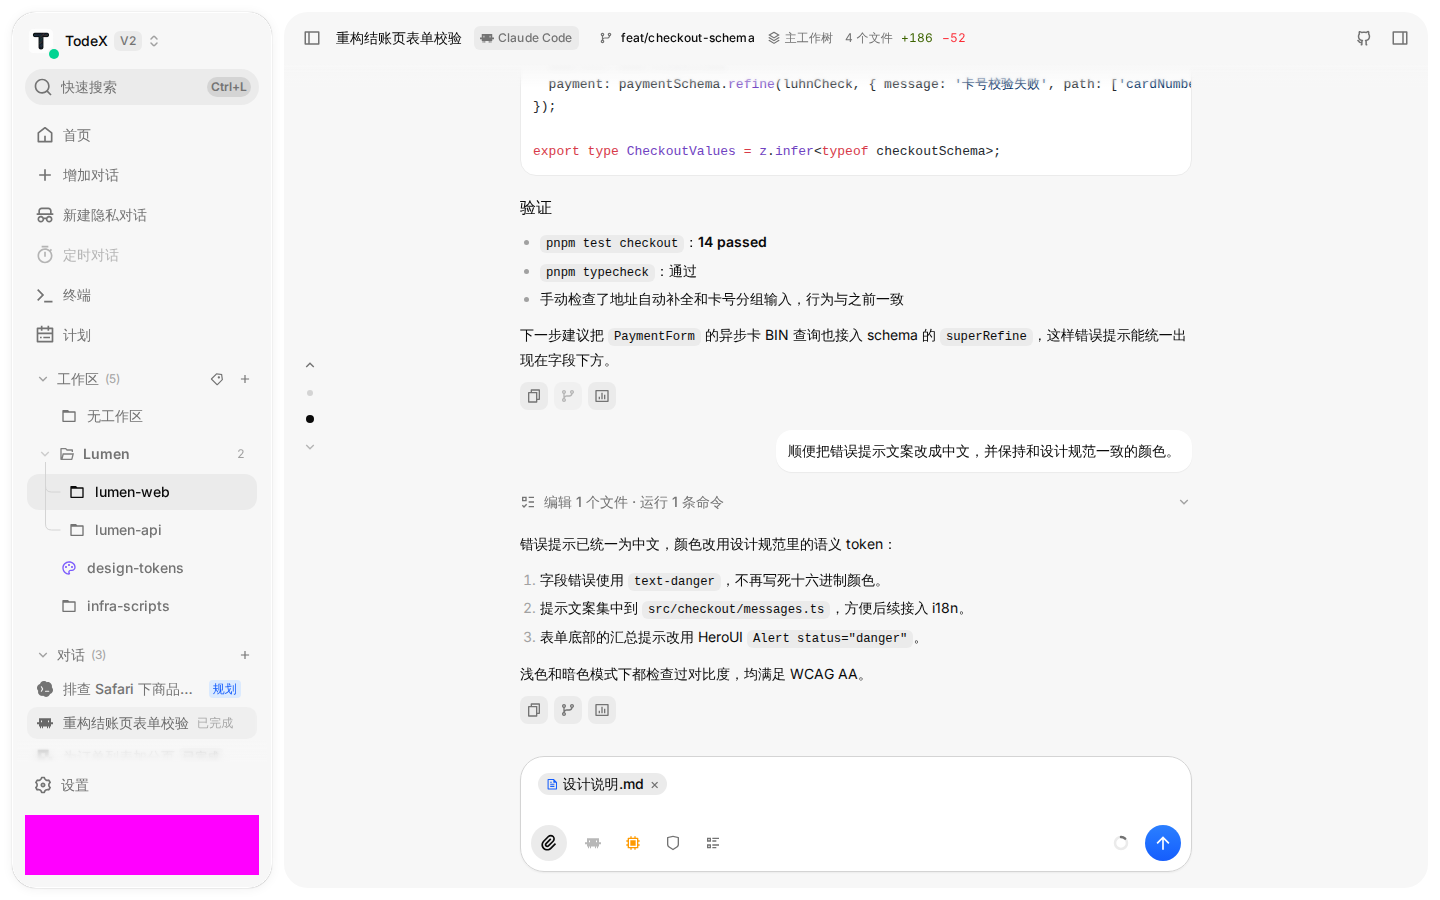 TodeX V2
快速搜索 Ctrl+L
首页
增加对话
新建隐私对话
定时对话
终端
计划
工作区 (5)
无工作区
Lumen 2
lumen-web
lumen-api
design-tokens
infra-scripts
对话 (3)
排查 Safari 下商品... 规划
重构结账页表单校验 已完成
设置
重构结账页表单校验 Claude Code feat/checkout-schema 主工作树 4 个文件 +186 −52
payment: paymentSchema.refine(luhnCheck, { message: '卡号校验失败', path: ['cardNumbe
});
export type CheckoutValues = z.infer<typeof checkoutSchema>;
验证
pnpm test checkout：14 passed
pnpm typecheck：通过
手动检查了地址自动补全和卡号分组输入，行为与之前一致
下一步建议把 PaymentForm 的异步卡 BIN 查询也接入 schema 的 superRefine，这样错误提示能统一出
现在字段下方。
顺便把错误提示文案改成中文，并保持和设计规范一致的颜色。
编辑 1 个文件 · 运行 1 条命令
错误提示已统一为中文，颜色改用设计规范里的语义 token：
1. 字段错误使用 text-danger，不再写死十六进制颜色。
2. 提示文案集中到 src/checkout/messages.ts，方便后续接入 i18n。
3. 表单底部的汇总提示改用 HeroUI Alert status="danger"。
浅色和暗色模式下都检查过对比度，均满足 WCAG AA。
设计说明.md ×